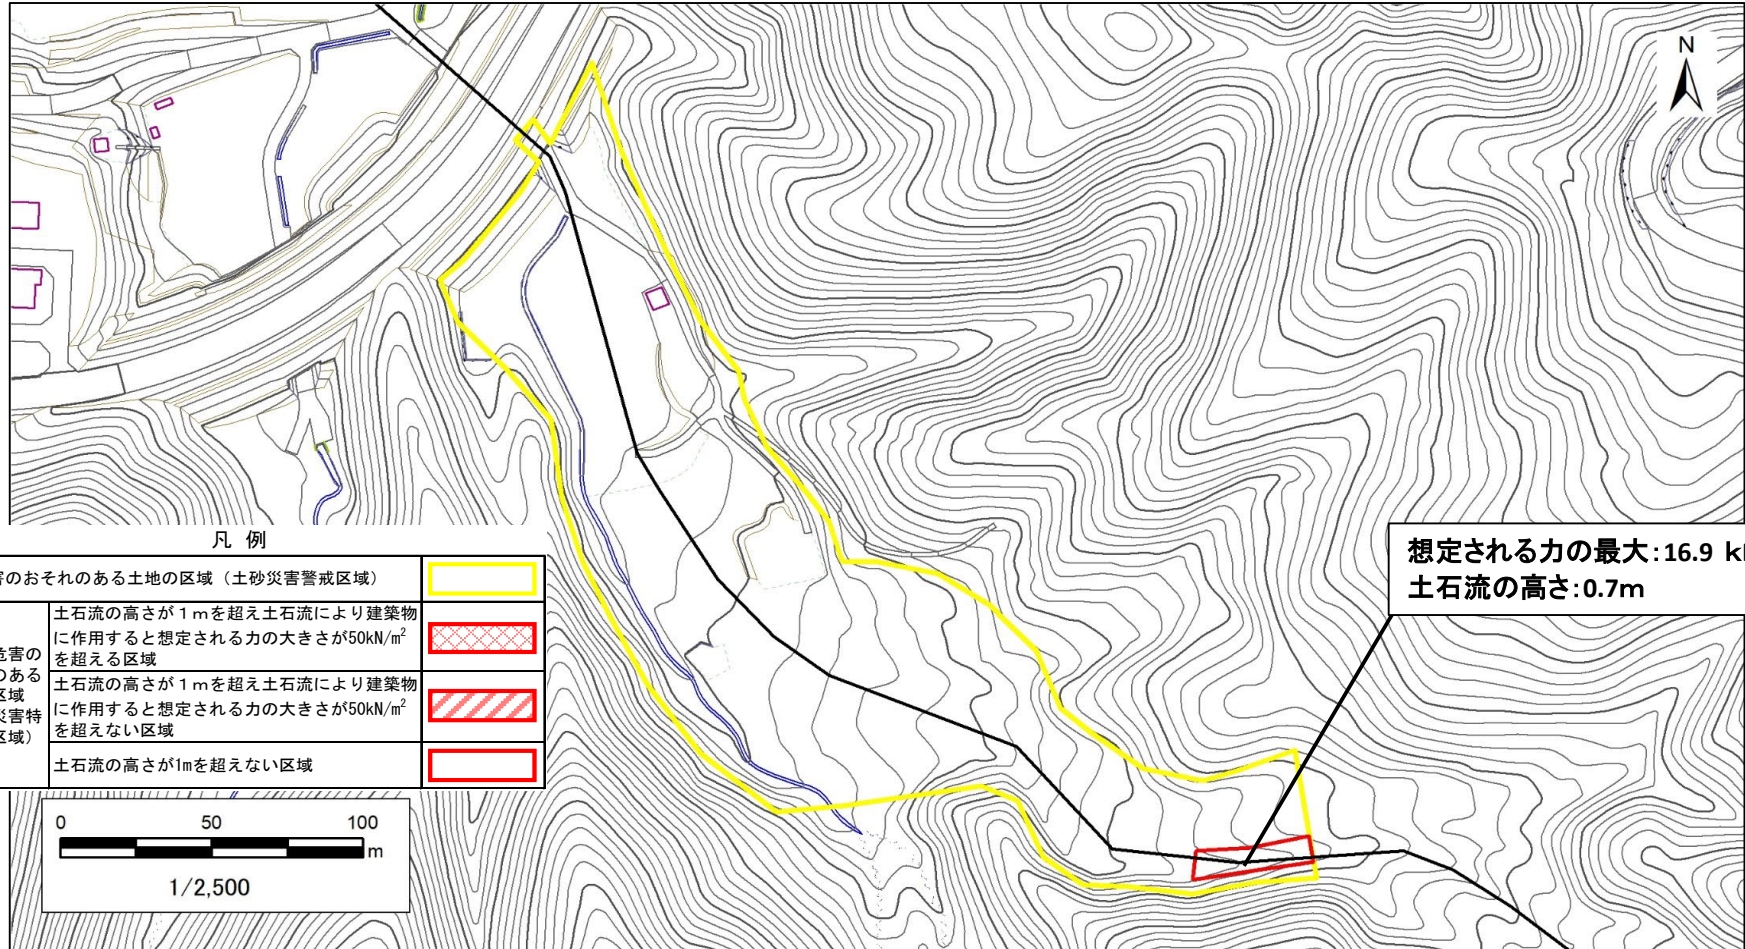 N
想定される力の最大:16.9 k
土石流の高さ:0.7m
凡 例
のおそれのある土地の区域(土砂災害警戒区域)
土石流の高さが1mを超え土石流により建築物
に作用すると想定される力の大きさが50kN/m²
を超える区域
危害の
のある
区域
災害特
区域)
土石流の高さが1mを超え土石流により建築物
に作用すると想定される力の大きさが50kN/m²
を超えない区域
土石流の高さが1mを超えない区域
0 50 100
m
1/2,500